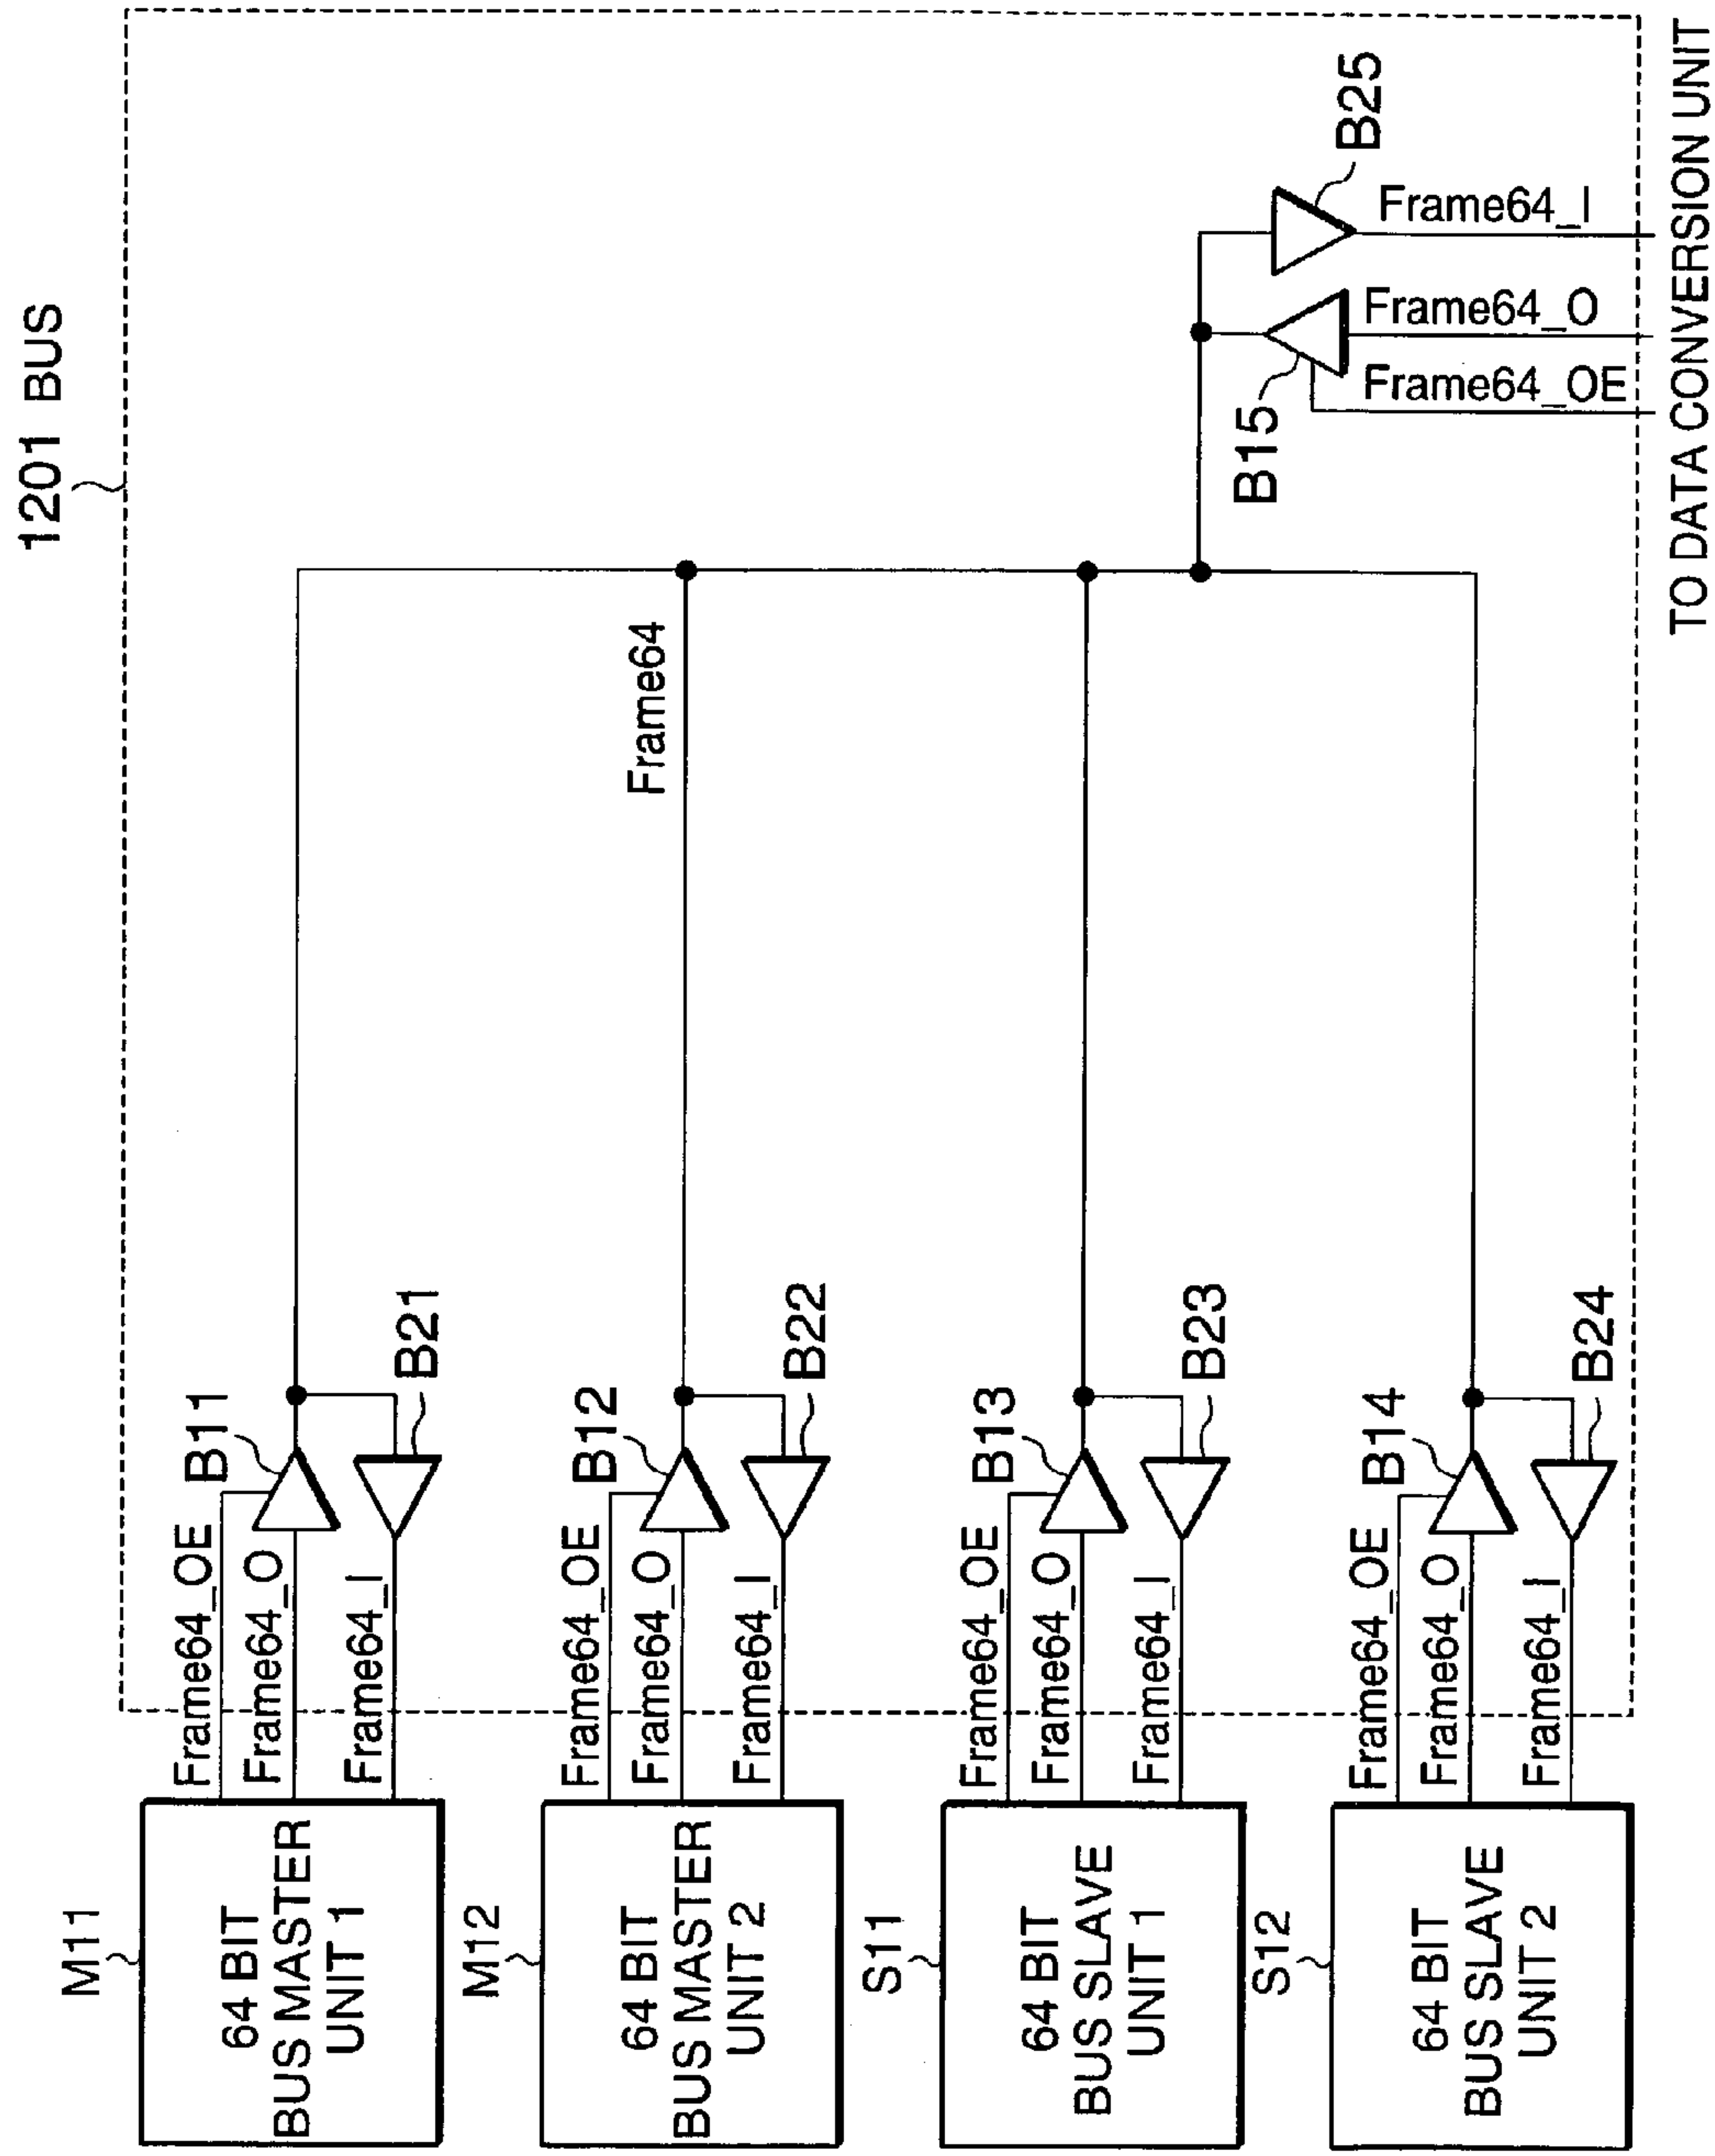 1201 BUS
M11
64 BIT
BUS MASTER
UNIT 1
Frame64_OE
Frame64_O
Frame64_I
B11
B21
M12
64 BIT
BUS MASTER
UNIT 2
Frame64_OE
Frame64_O
Frame64_I
B12
B22
Frame64
S11
64 BIT
BUS SLAVE
UNIT 1
Frame64_OE
Frame64_O
Frame64_I
B13
B23
S12
64 BIT
BUS SLAVE
UNIT 2
Frame64_OE
Frame64_O
Frame64_I
B14
B24
B15
B25
Frame64_OE
Frame64_O
Frame64_I
TO DATA CONVERSION UNIT